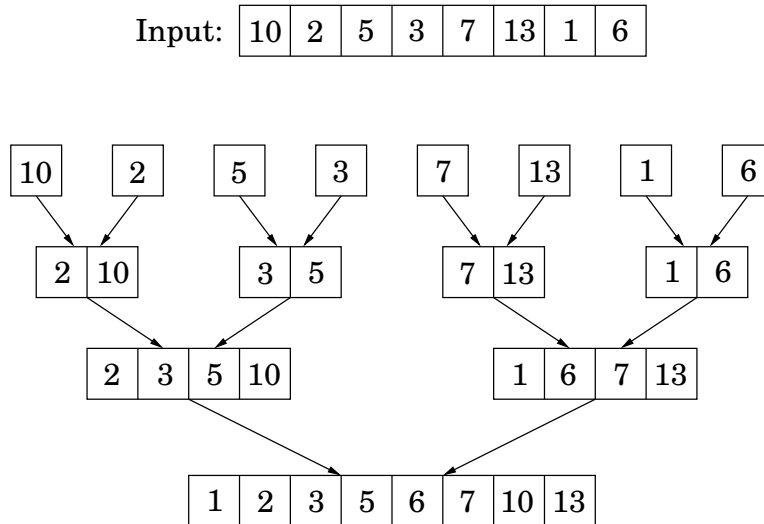 Input: 10 2 5 3 7 13 1 6
10 2 5 3 7 13 1 6
2 10 3 5 7 13 1 6
2 3 5 10 1 6 7 13
1 2 3 5 6 7 10 13